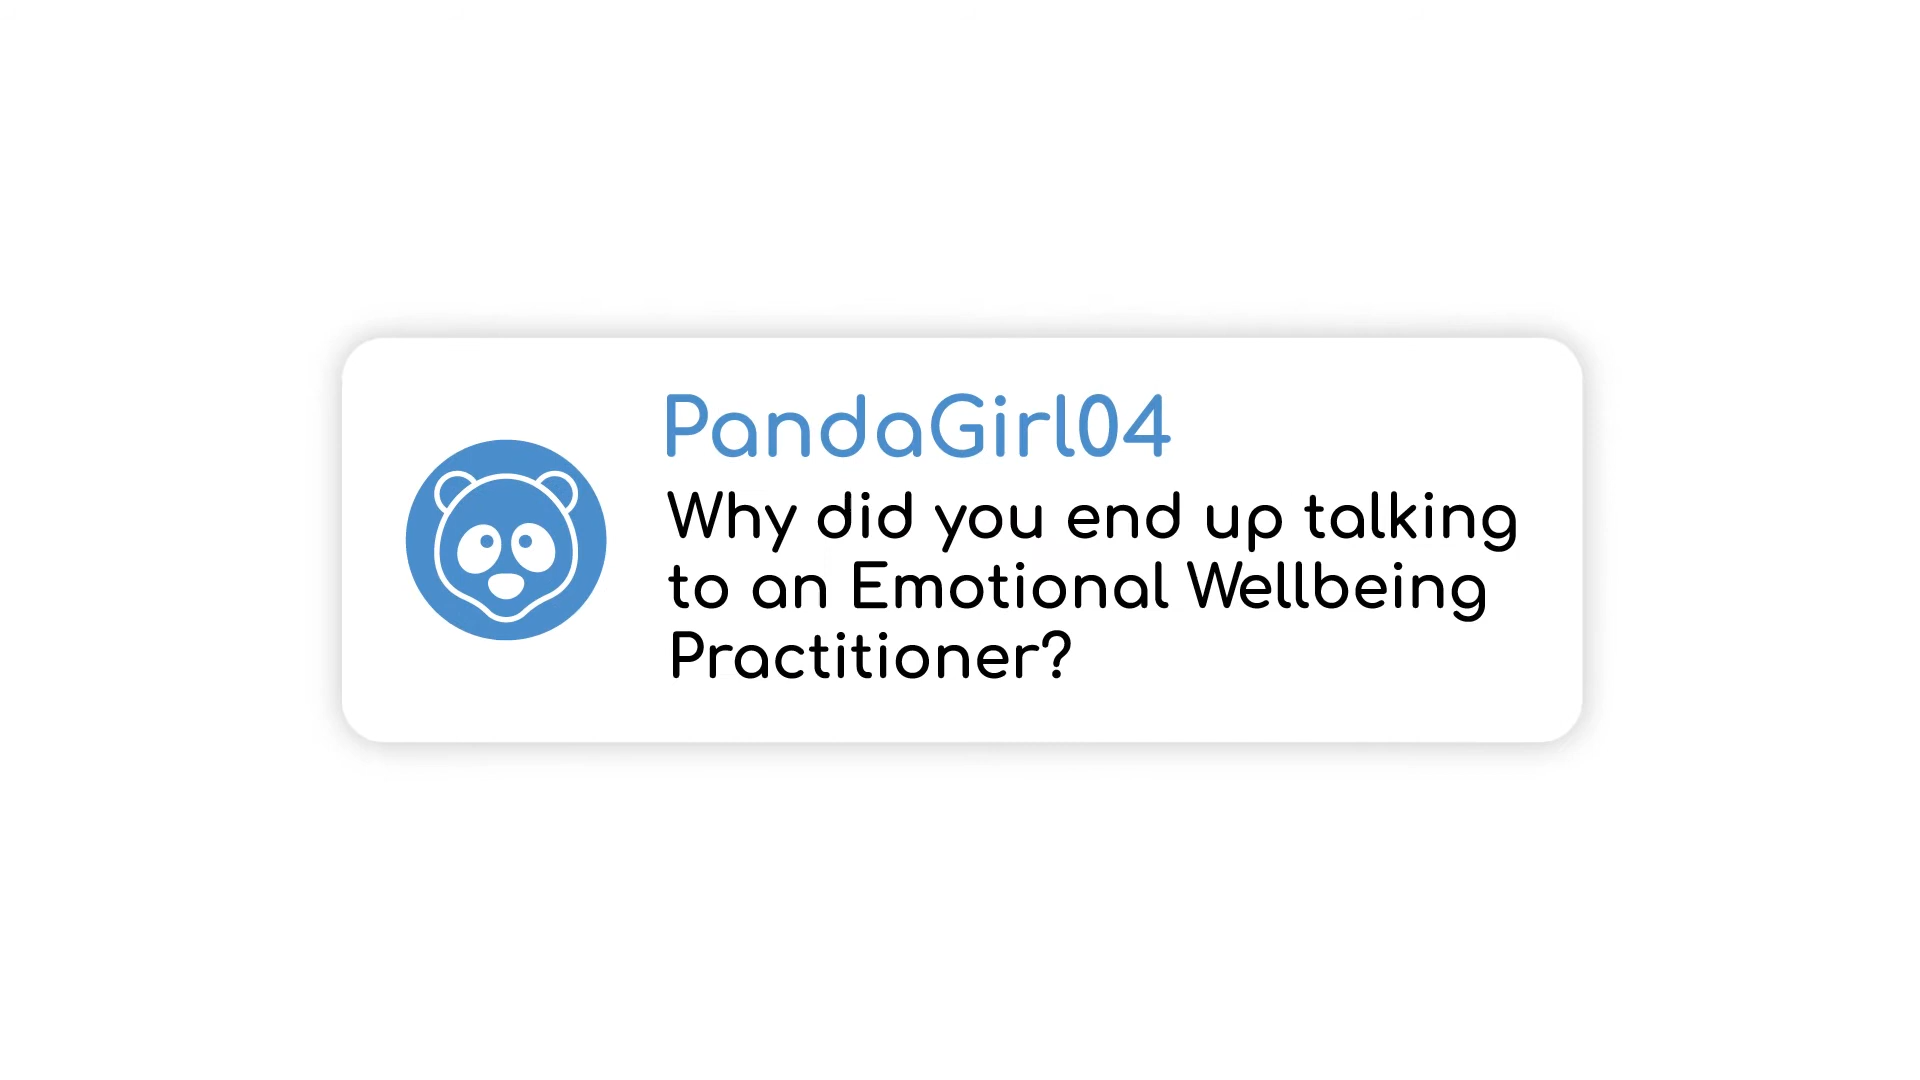 PandaGirl04
Why did you end up talking
to an Emotional Wellbeing
Practitioner?